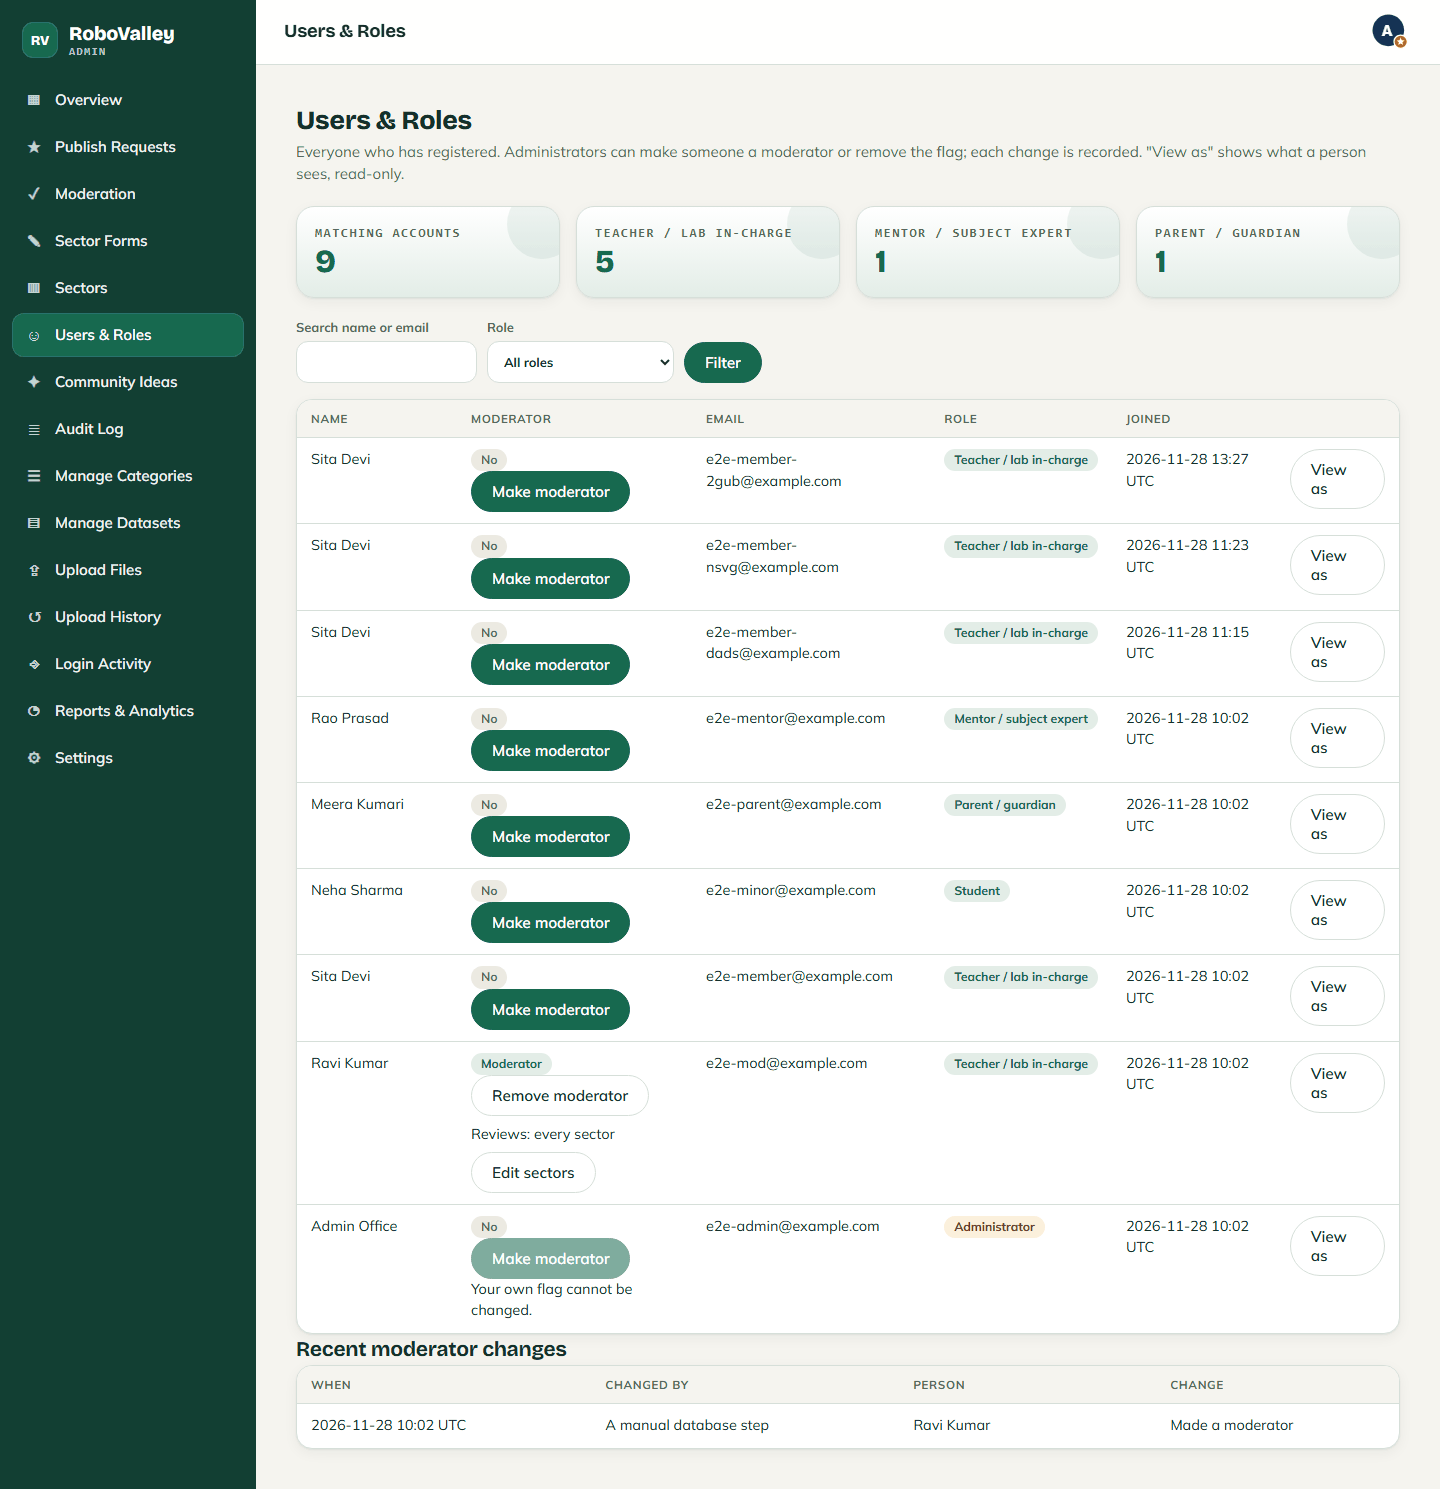 RV
RoboValley
ADMIN
Overview
Publish Requests
Moderation
Sector Forms
Sectors
Users & Roles
Community Ideas
Audit Log
Manage Categories
Manage Datasets
Upload Files
Upload History
Login Activity
Reports & Analytics
Settings
Users & Roles
A
Users & Roles
Everyone who has registered. Administrators can make someone a moderator or remove the flag; each change is recorded. "View as" shows what a person
sees, read-only.
MATCHING ACCOUNTS
9
TEACHER / LAB IN-CHARGE
5
MENTOR / SUBJECT EXPERT
1
PARENT / GUARDIAN
1
Search name or email
Role
All roles
Filter
NAME MODERATOR EMAIL ROLE JOINED
Sita Devi No e2e-member- Teacher / lab in-charge 2026-11-28 13:27 View
Make moderator 2gub@example.com UTC as
Sita Devi No e2e-member- Teacher / lab in-charge 2026-11-28 11:23 View
Make moderator nsvg@example.com UTC as
Sita Devi No e2e-member- Teacher / lab in-charge 2026-11-28 11:15 View
Make moderator dads@example.com UTC as
Rao Prasad No e2e-mentor@example.com Mentor / subject expert 2026-11-28 10:02 View
Make moderator UTC as
Meera Kumari No e2e-parent@example.com Parent / guardian 2026-11-28 10:02 View
Make moderator UTC as
Neha Sharma No e2e-minor@example.com Student 2026-11-28 10:02 View
Make moderator UTC as
Sita Devi No e2e-member@example.com Teacher / lab in-charge 2026-11-28 10:02 View
Make moderator UTC as
Ravi Kumar Moderator e2e-mod@example.com Teacher / lab in-charge 2026-11-28 10:02 View
Remove moderator UTC as
Reviews: every sector
Edit sectors
Admin Office No e2e-admin@example.com Administrator 2026-11-28 10:02 View
Make moderator UTC as
Your own flag cannot be
changed.
Recent moderator changes
WHEN CHANGED BY PERSON CHANGE
2026-11-28 10:02 UTC A manual database step Ravi Kumar Made a moderator